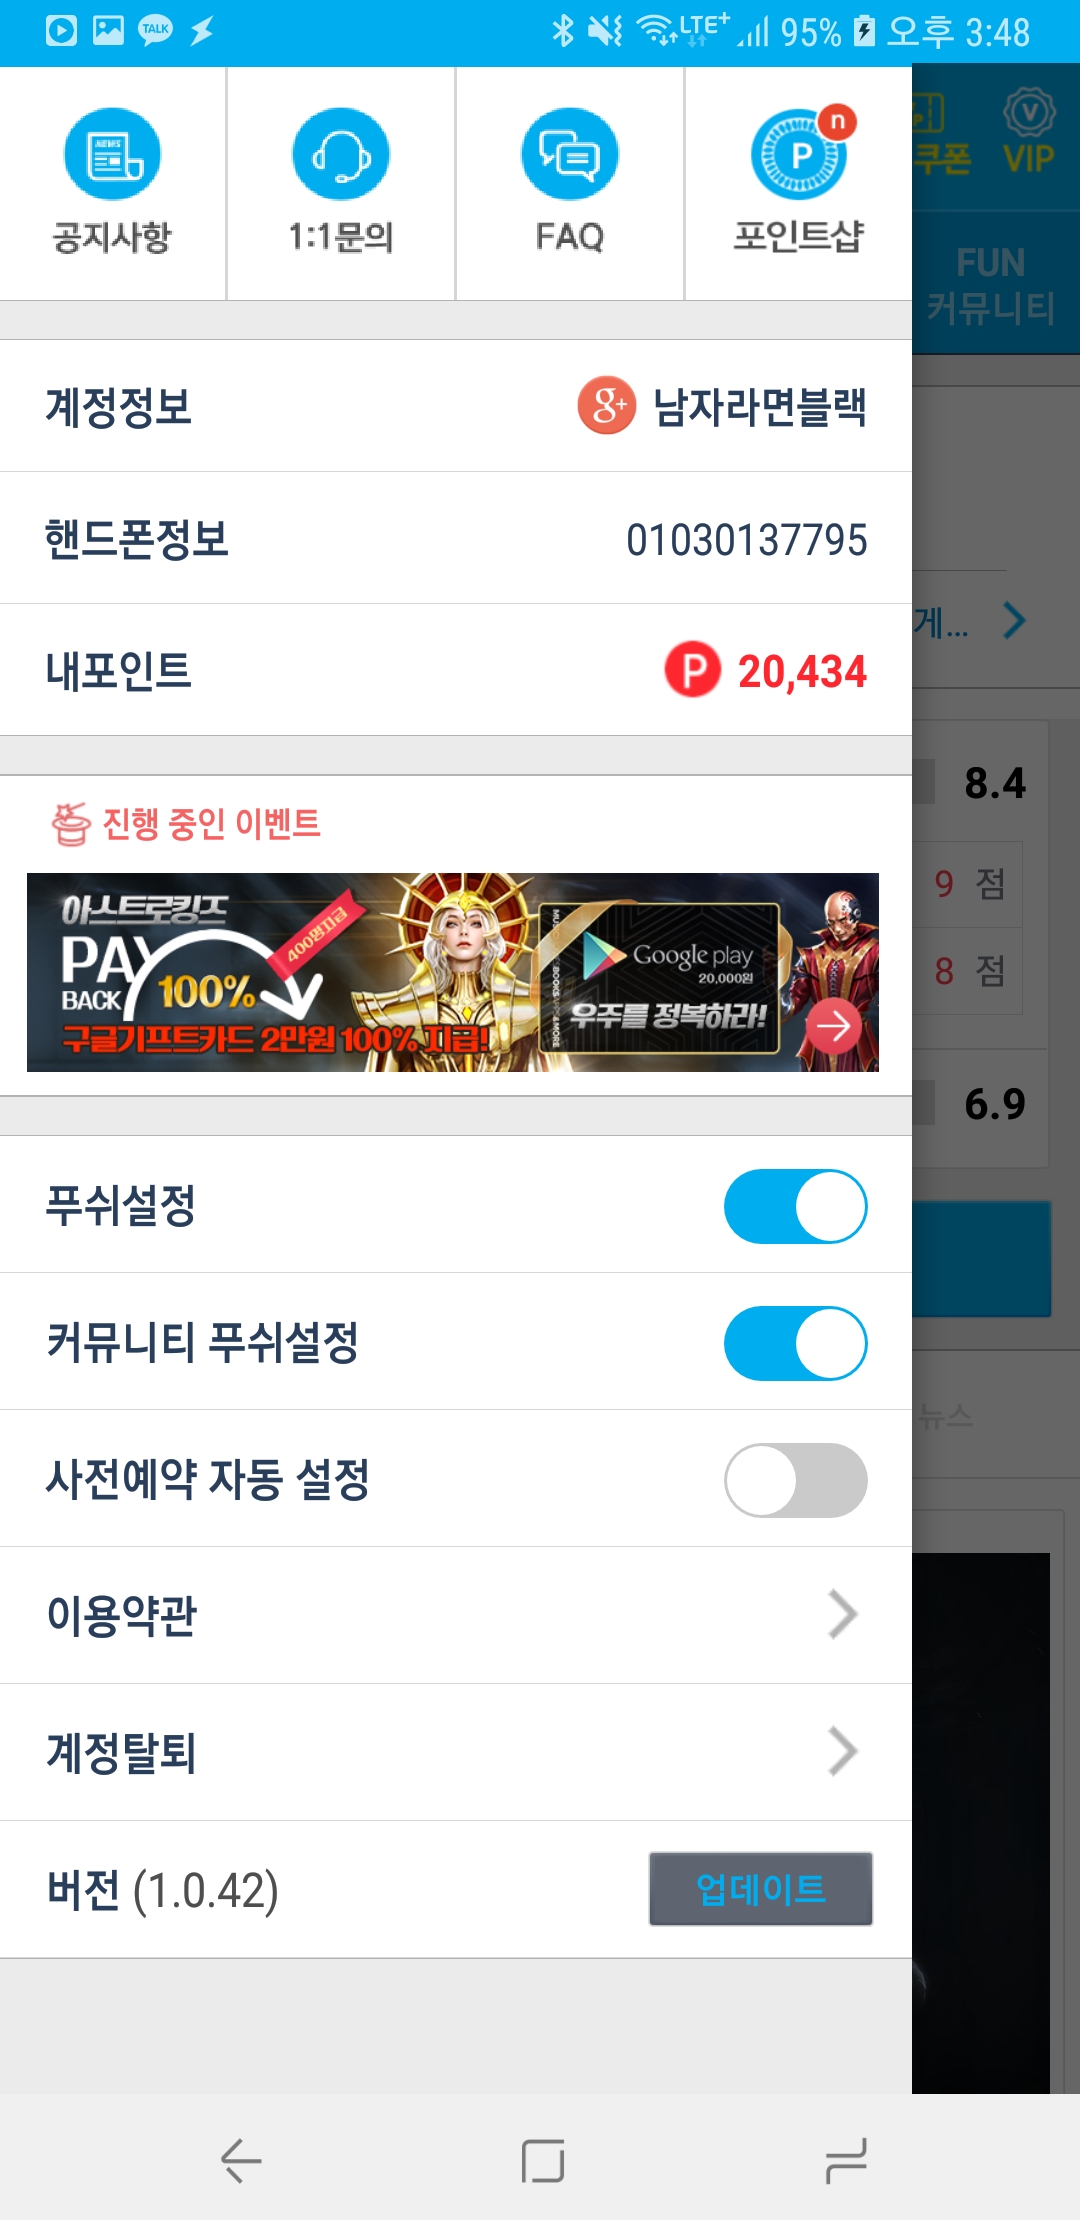 TALK LTE+ 95% 오후 3:48
공지사항
1:1문의
FAQ
n
P
포인트샵
쿠폰
V
VIP
FUN
커뮤니티
계정정보 g+ 남자라면블랙
핸드폰정보 01030137795
내포인트 P 20,434
게...
진행 중인 이벤트
아스트로킹즈
PAY
BACK 100%
400명지급
구글기프트카드 2만원 100% 지급!
Google play
20,000원
우주를 정복하라!
8.4
9 점
8 점
6.9
푸쉬설정
커뮤니티 푸쉬설정
뉴스
사전예약 자동 설정
이용약관
계정탈퇴
버전 (1.0.42) 업데이트